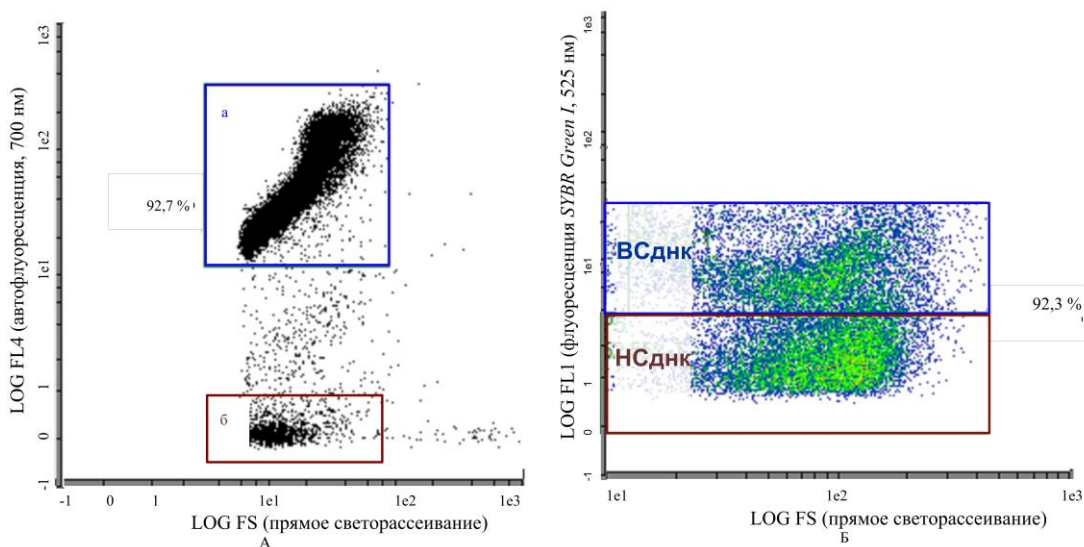 LOG FL4 (автофлуоресценция, 700 нм)
1e3
1e2
1e1
1
0
-1
а
92,7 %
б
-1
0
1
1e1
1e2
1e3
LOG FS (прямое светорассеивание)
А
LOG FL1 (флуоресценция SYBR Green I, 525 нм)
1e3
1e2
1e1
1
0
-1
ВСднк
НСднк
92.3 %
1e1
1e2
1e3
LOG FS (прямое светорассеивание)
Б